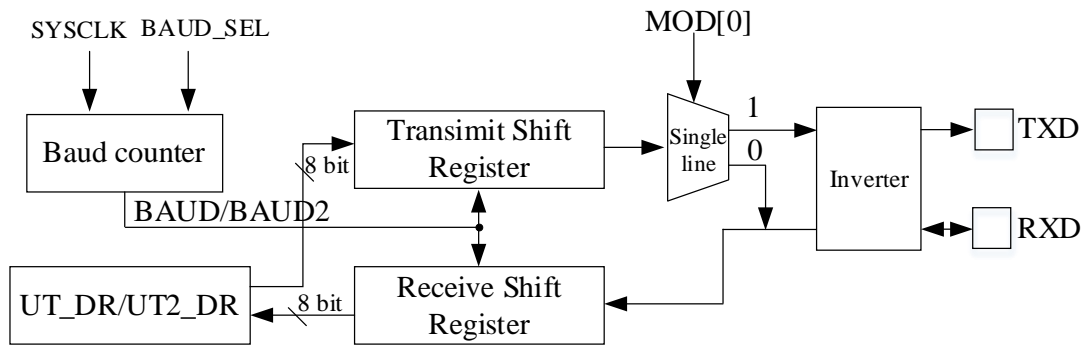 SYSCLK BAUD_SEL
MOD[0]
Baud counter
8 bit
Transimit Shift
Register
Single
line
1
0
Inverter
TXD
RXD
BAUD/BAUD2
UT_DR/UT2_DR
8 bit
Receive Shift
Register